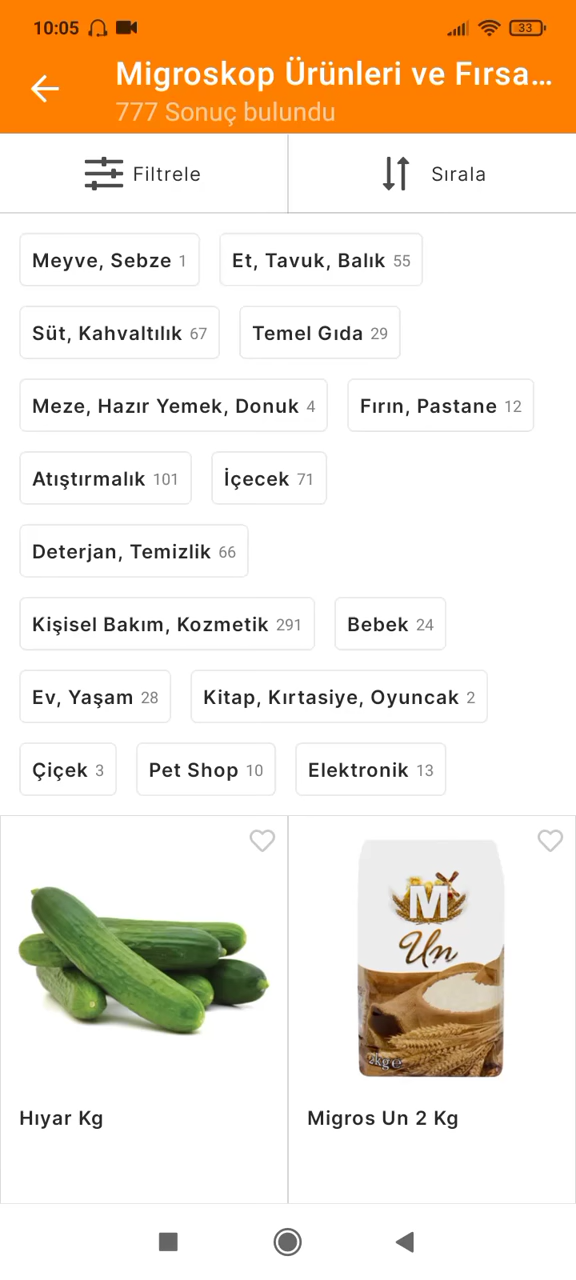 10:05
33
Migroskop Ürünleri ve Fırsa...
777 Sonuç bulundu
Filtrele
Sırala
Meyve, Sebze 1
Et, Tavuk, Balık 55
Süt, Kahvaltılık 67
Temel Gıda 29
Meze, Hazır Yemek, Donuk 4
Fırın, Pastane 12
Atıştırmalık 101
İçecek 71
Deterjan, Temizlik 66
Kişisel Bakım, Kozmetik 291
Bebek 24
Ev, Yaşam 28
Kitap, Kırtasiye, Oyuncak 2
Çiçek 3
Pet Shop 10
Elektronik 13
M
Un
2kg e
Hıyar Kg
Migros Un 2 Kg